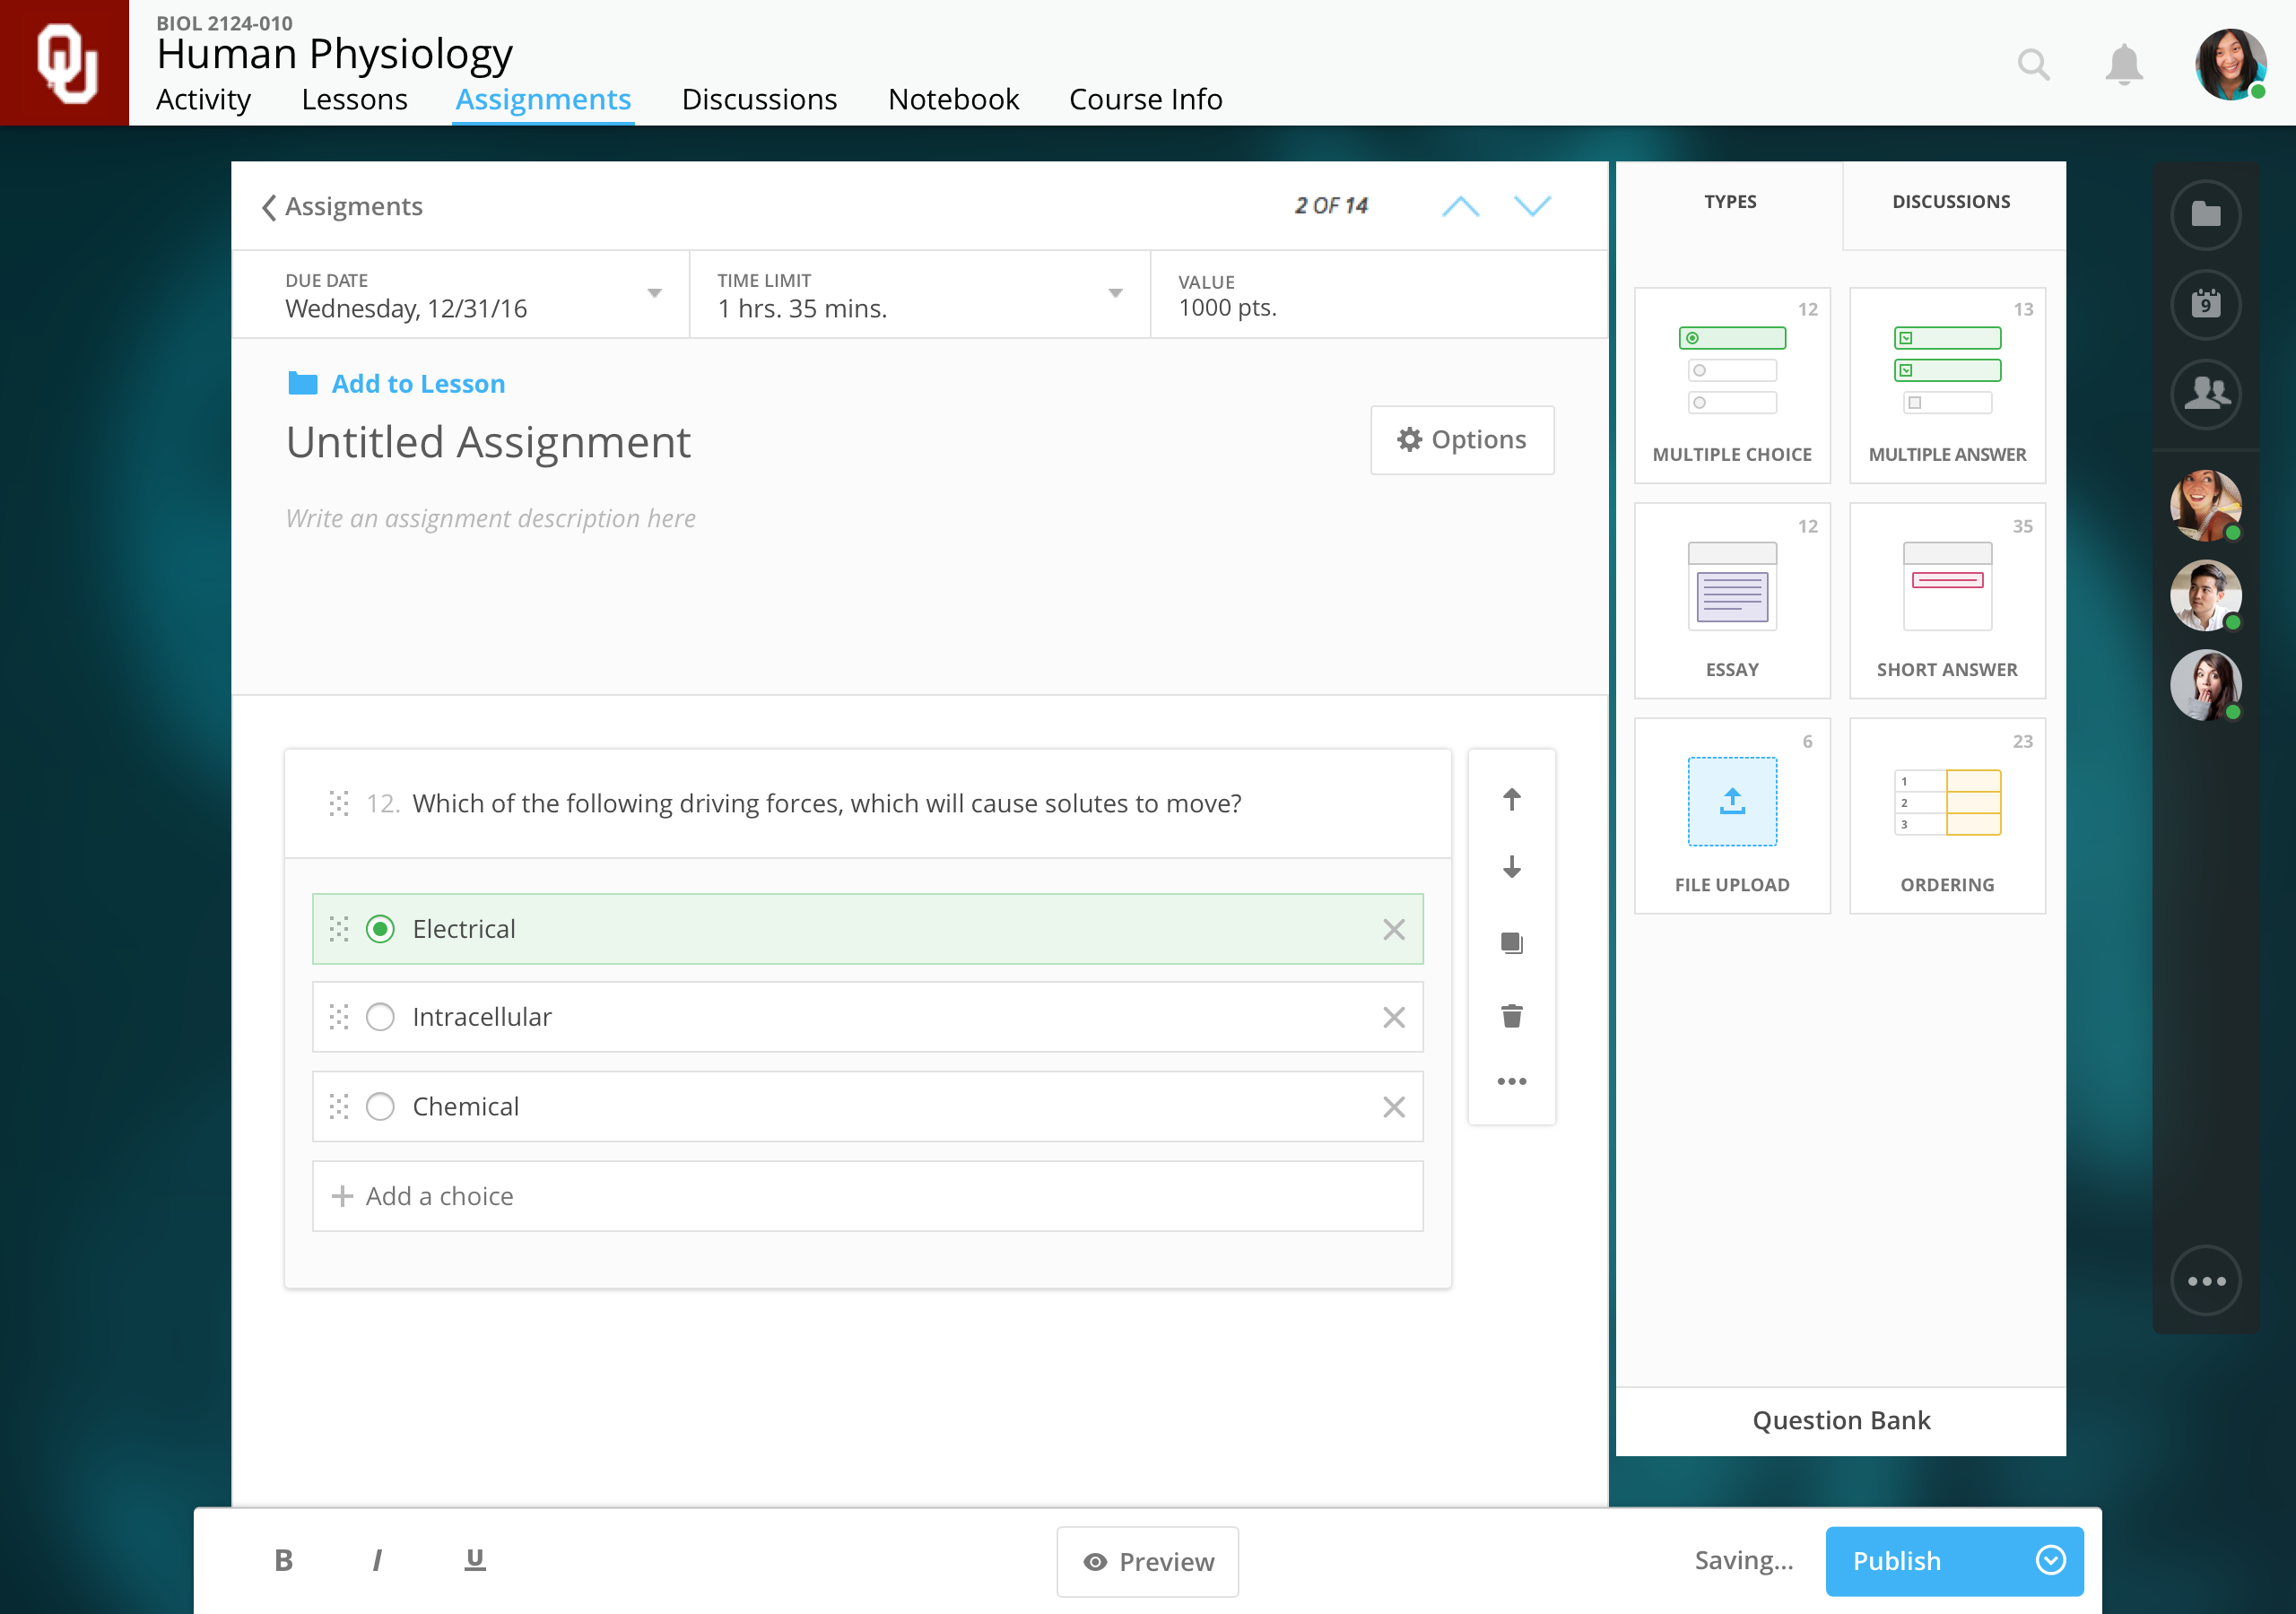 OU
BIOL 2124-010
Human Physiology
Activity Lessons Assignments Discussions Notebook Course Info
Assigments
2 OF 14
DUE DATE
Wednesday, 12/31/16
TIME LIMIT
1 hrs. 35 mins.
VALUE
1000 pts.
Add to Lesson
Untitled Assignment
Options
Write an assignment description here
12. Which of the following driving forces, which will cause solutes to move?
Electrical
Intracellular
Chemical
Add a choice
TYPES
DISCUSSIONS
12
MULTIPLE CHOICE
13
MULTIPLE ANSWER
12
ESSAY
35
SHORT ANSWER
6
FILE UPLOAD
23
1
2
3
ORDERING
Question Bank
9
B I U
Preview
Saving...
Publish